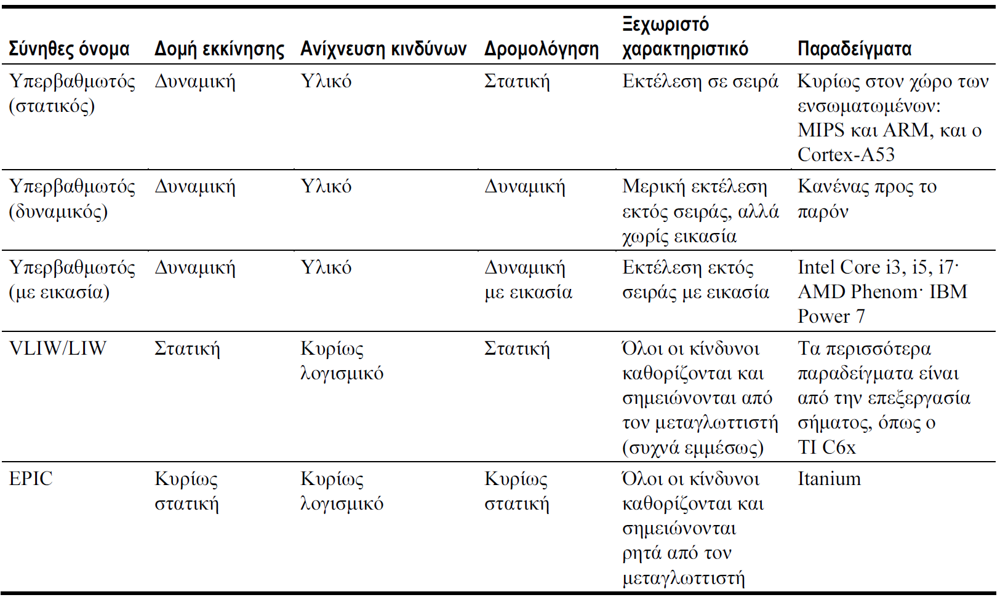 Σύνηθες όνομα Δομή εκκίνησης Ανίχνευση κινδύνων Δρομολόγηση Ξεχωριστό χαρακτηριστικό Παραδείγματα
Υπερβαθμωτός Δυναμική Υλικό Στατική Εκτέλεση σε σειρά Κυρίως στον χώρο των
(στατικός) ενσωματωμένων:
MIPS και ARM, και ο
Cortex-A53
Υπερβαθμωτός Δυναμική Υλικό Δυναμική Μερική εκτέλεση Κανένας προς το
(δυναμικός) εκτός σειράς, αλλά παρόν
χωρίς εικασία
Υπερβαθμωτός Δυναμική Υλικό Δυναμική Εκτέλεση εκτός Intel Core i3, i5, i7·
(με εικασία) με εικασία σειράς με εικασία AMD Phenom· IBM
Power 7
VLIW/LIW Στατική Κυρίως Στατική Όλοι οι κίνδυνοι Τα περισσότερα
λογισμικό καθορίζονται και παραδείγματα είναι
σημειώνονται από από την επεξεργασία
τον μεταγλωττιστή σήματος, όπως ο
(συχνά εμμέσως) TI C6x
EPIC Κυρίως Κυρίως Κυρίως Όλοι οι κίνδυνοι Itanium
στατική λογισμικό στατική καθορίζονται και
σημειώνονται
ρητά από τον
μεταγλωττιστή